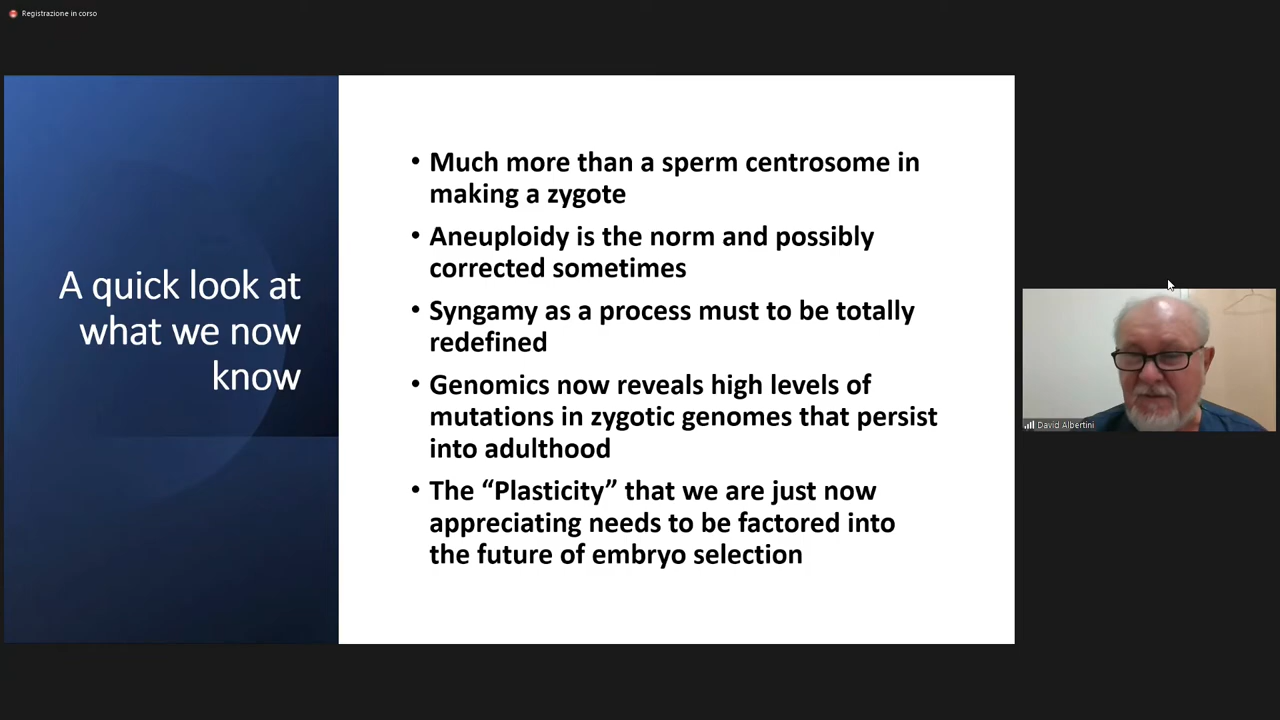 Registrazione in corso
A quick look at
what we now
know
• Much more than a sperm centrosome in
making a zygote
• Aneuploidy is the norm and possibly
corrected sometimes
• Syngamy as a process must to be totally
redefined
• Genomics now reveals high levels of
mutations in zygotic genomes that persist
into adulthood
• The “Plasticity” that we are just now
appreciating needs to be factored into
the future of embryo selection
David Albertini